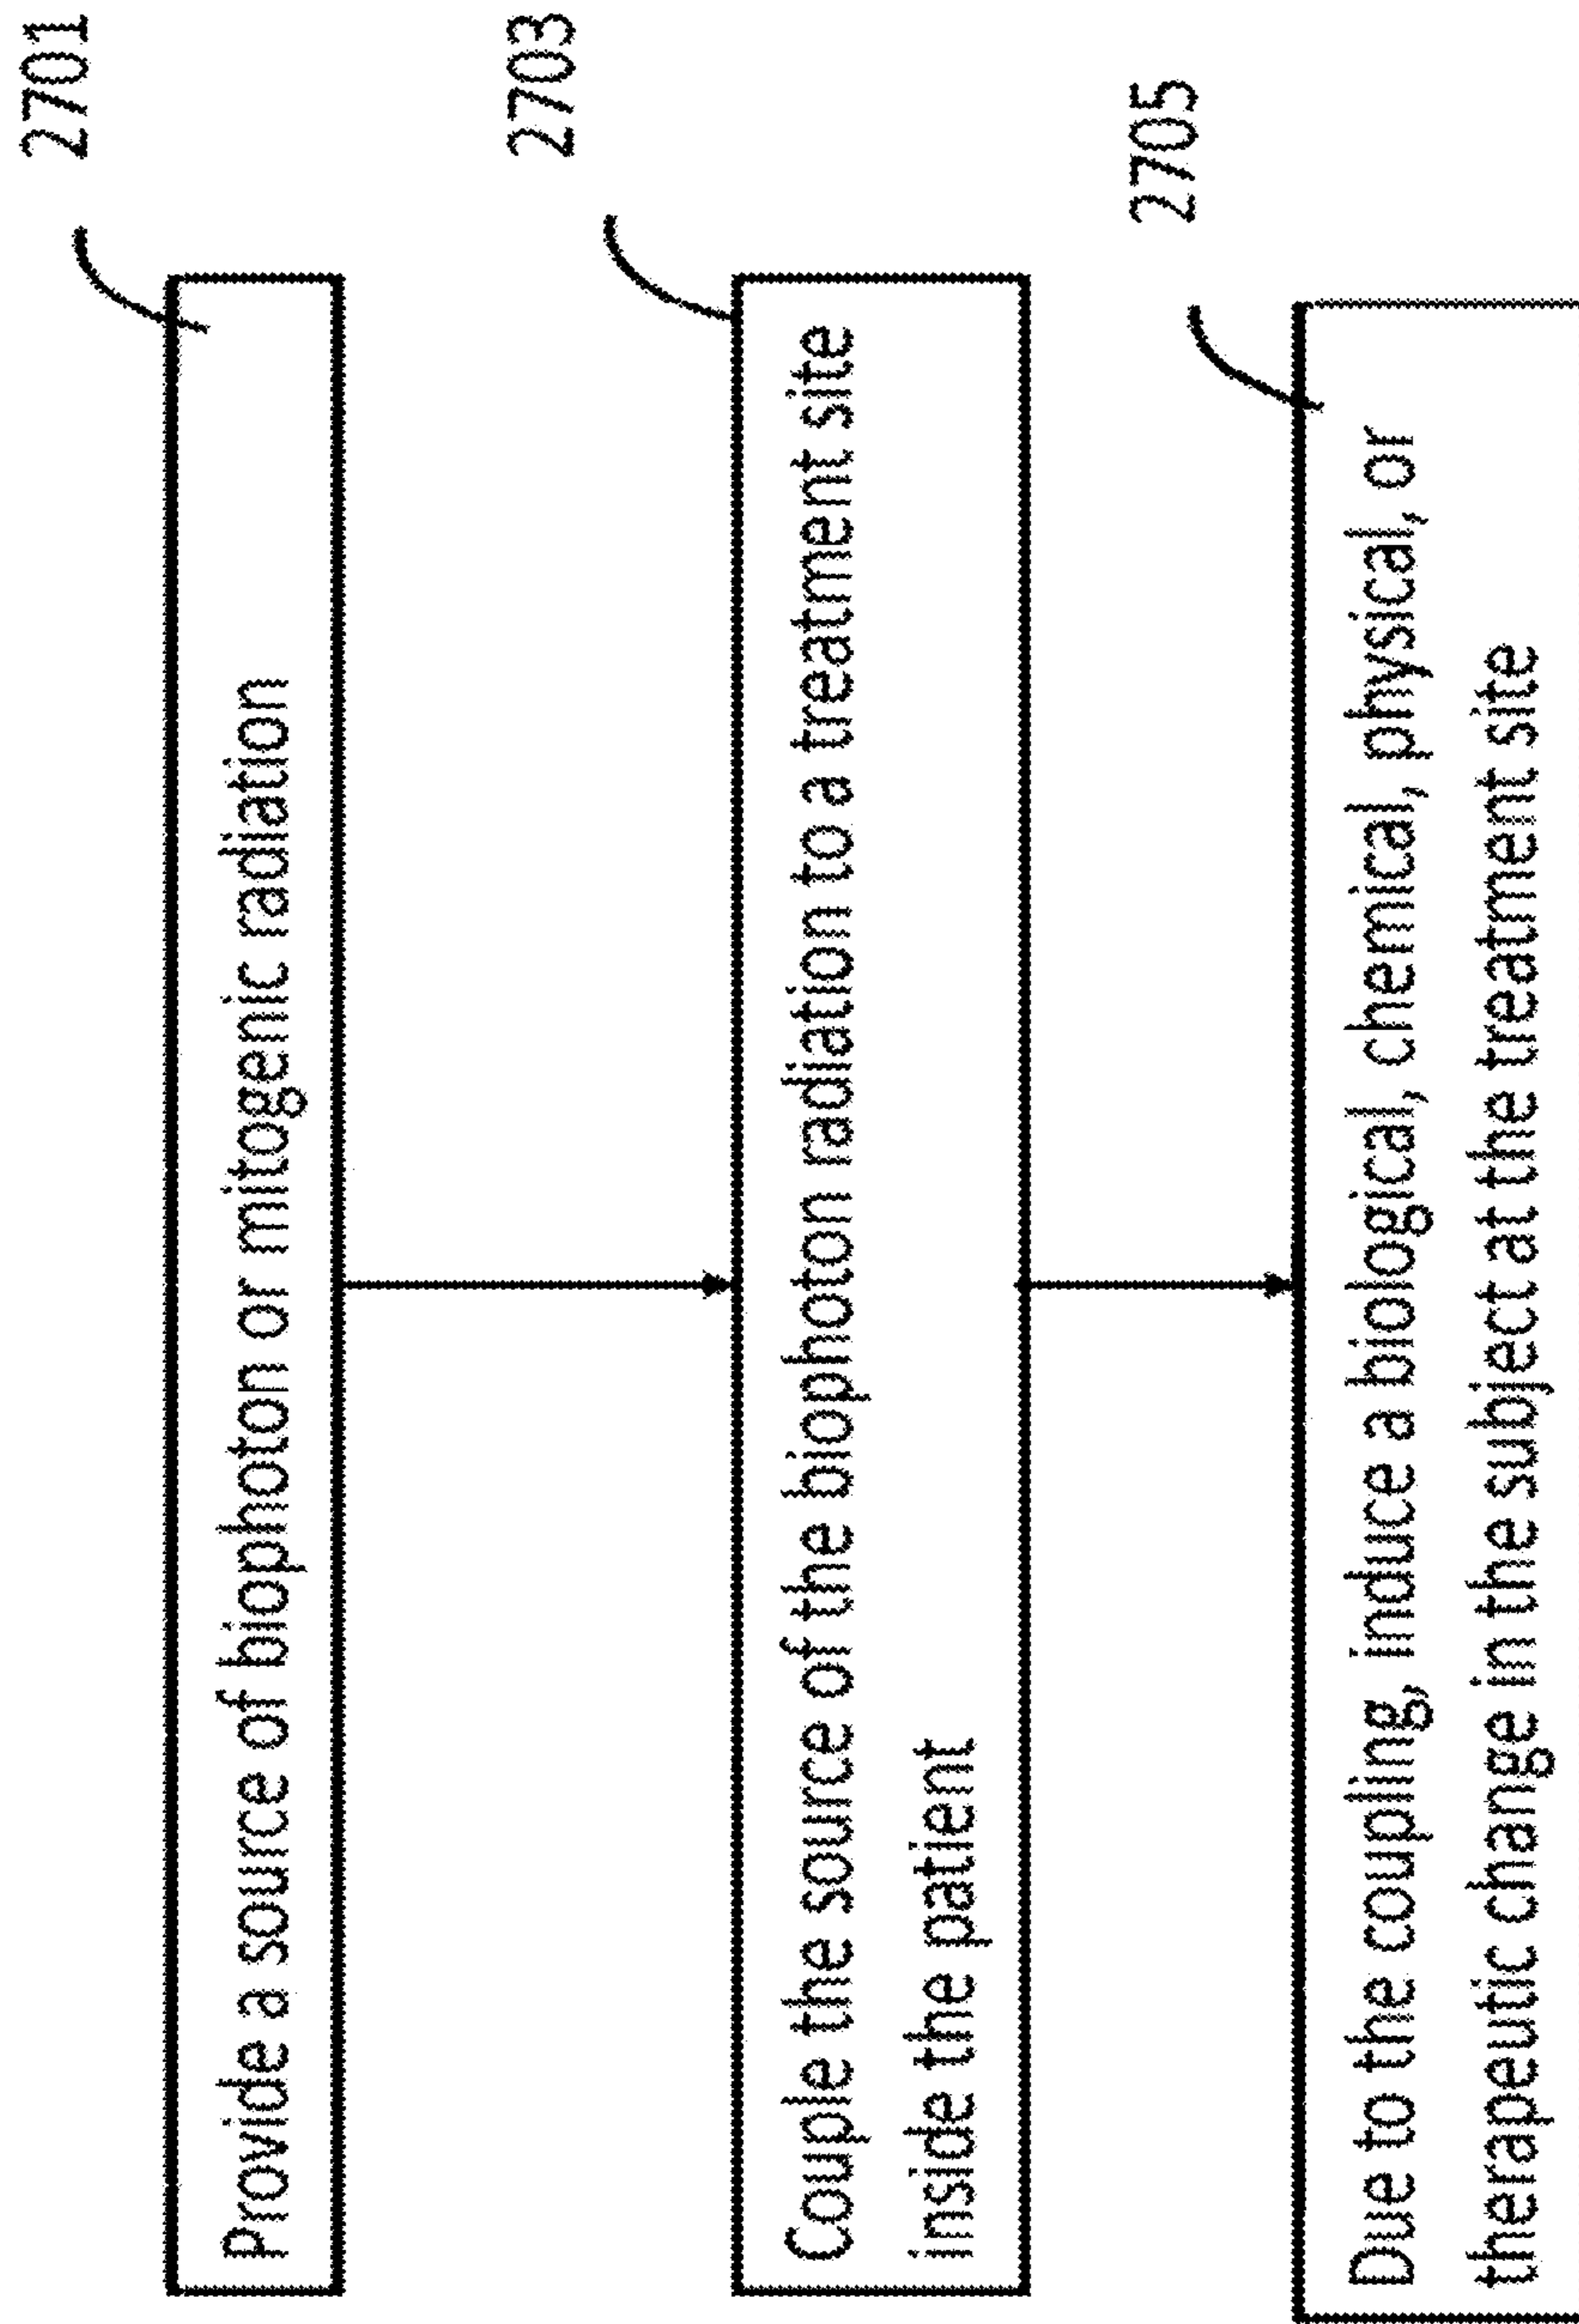 2701
Provide a source of biophoton or mitogenic radiation
2703
Couple the source of the biophoton radiation to a treatment site
inside the patient
2705
Due to the coupling, induce a biological, chemical, physical, or
therapeutic change in the subject at the treatment site